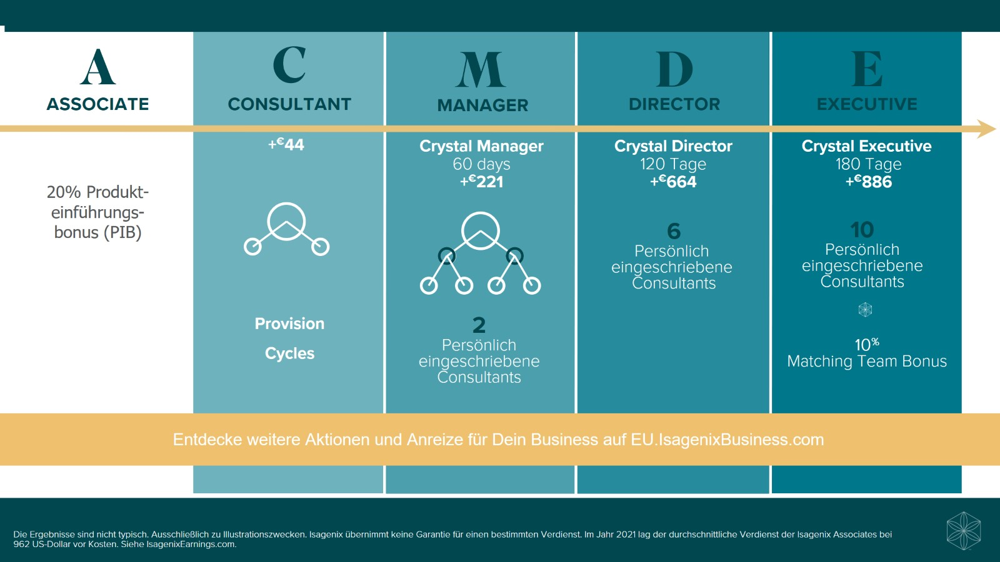 A
ASSOCIATE
20% Produkt-
einführungs-
bonus (PIB)
C
CONSULTANT
+€44
Provision
Cycles
M
MANAGER
Crystal Manager
60 days
+€221
2
Persönlich
eingeschriebene
Consultants
D
DIRECTOR
Crystal Director
120 Tage
+€664
6
Persönlich
eingeschriebene
Consultants
E
EXECUTIVE
Crystal Executive
180 Tage
+€886
10
Persönlich
eingeschriebene
Consultants
10%
Matching Team Bonus
Entdecke weitere Aktionen und Anreize für Dein Business auf EU.IsagenixBusiness.com
Die Ergebnisse sind nicht typisch. Ausschließlich zu Illustrationszwecken. Isagenix übernimmt keine Garantie für einen bestimmten Verdienst. Im Jahr 2021 lag der durchschnittliche Verdienst der Isagenix Associates bei
962 US-Dollar vor Kosten. Siehe IsagenixEarnings.com.